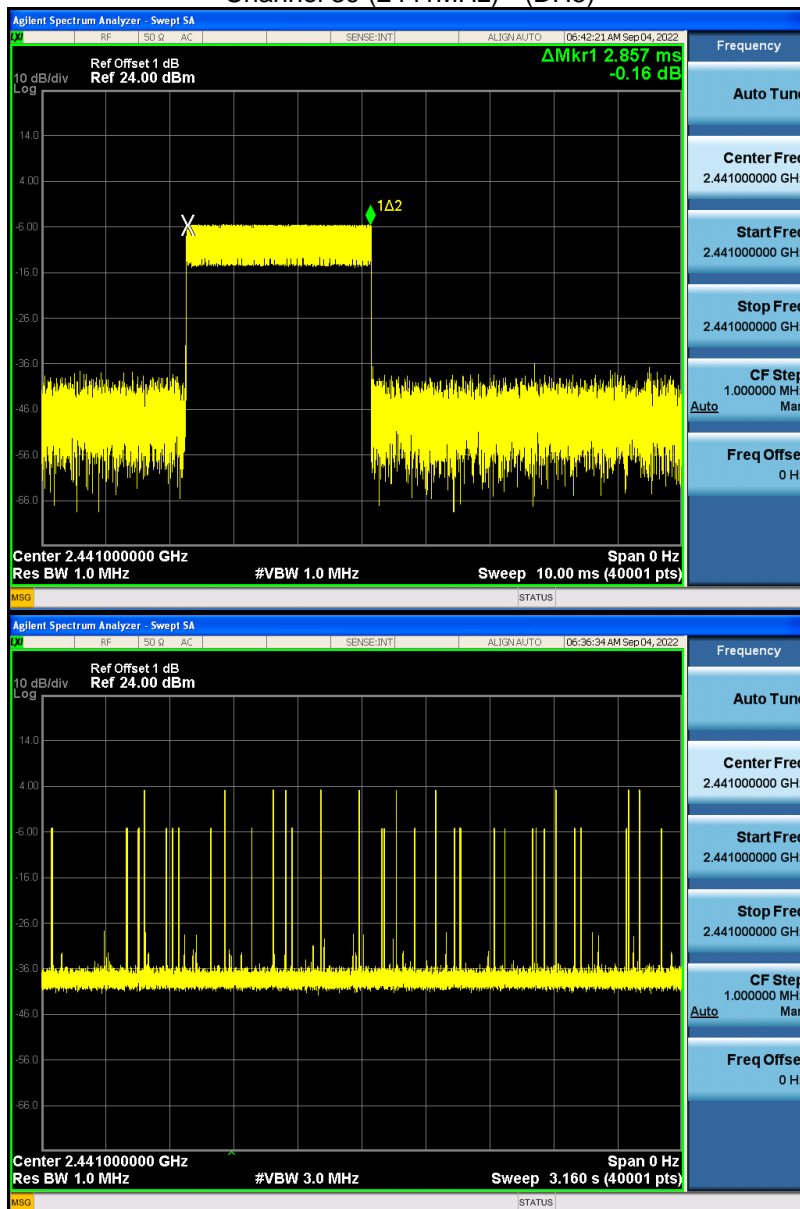 Agilent Spectrum Analyzer - Swept SA
LXI RF 50 Ω AC SENSE:INT ALIGN AUTO 06:42:21 AM Sep 04, 2022
ΔMkr1 2.857 ms
-0.16 dB
Ref Offset 1 dB
10 dB/div Ref 24.00 dBm
Log
14.0
4.00
-6.00
-16.0
-26.0
-36.0
-46.0
-56.0
-66.0
X
1Δ2
Center 2.441000000 GHz Span 0 Hz
Res BW 1.0 MHz #VBW 1.0 MHz Sweep 10.00 ms (40001 pts)
MSG STATUS
Frequency
Auto Tun
Center Fre
2.441000000 GH
Start Fre
2.441000000 GH
Stop Fre
2.441000000 GH
CF Ste
1.000000 MH
Auto Ma
Freq Offse
0 H
Agilent Spectrum Analyzer - Swept SA
LXI RF 50 Ω AC SENSE:INT ALIGN AUTO 06:36:34 AM Sep 04, 2022
Ref Offset 1 dB
10 dB/div Ref 24.00 dBm
Log
14.0
4.00
-6.00
-16.0
-26.0
-36.0
-46.0
-56.0
-66.0
Center 2.441000000 GHz Span 0 Hz
Res BW 1.0 MHz #VBW 3.0 MHz Sweep 3.160 s (40001 pts)
MSG STATUS
Frequency
Auto Tun
Center Fre
2.441000000 GH
Start Fre
2.441000000 GH
Stop Fre
2.441000000 GH
CF Ste
1.000000 MH
Auto Ma
Freq Offse
0 H